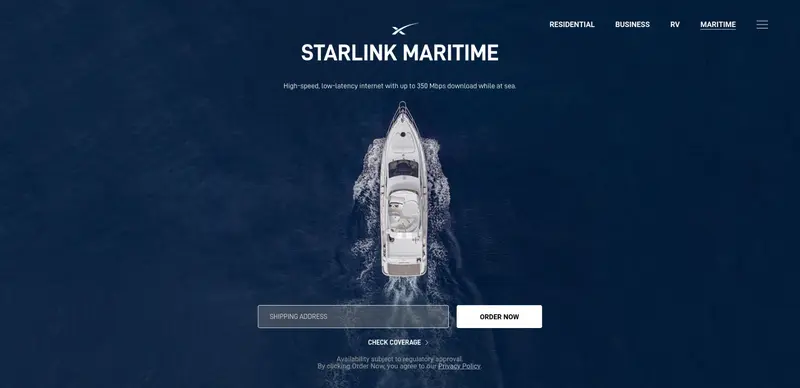 RESIDENTIAL BUSINESS RV MARITIME
STARLINK MARITIME
High-speed, low-latency internet with up to 350 Mbps download while at sea.
SHIPPING ADDRESS ORDER NOW
CHECK COVERAGE
Availability subject to regulatory approval.
By clicking Order Now, you agree to our Privacy Policy